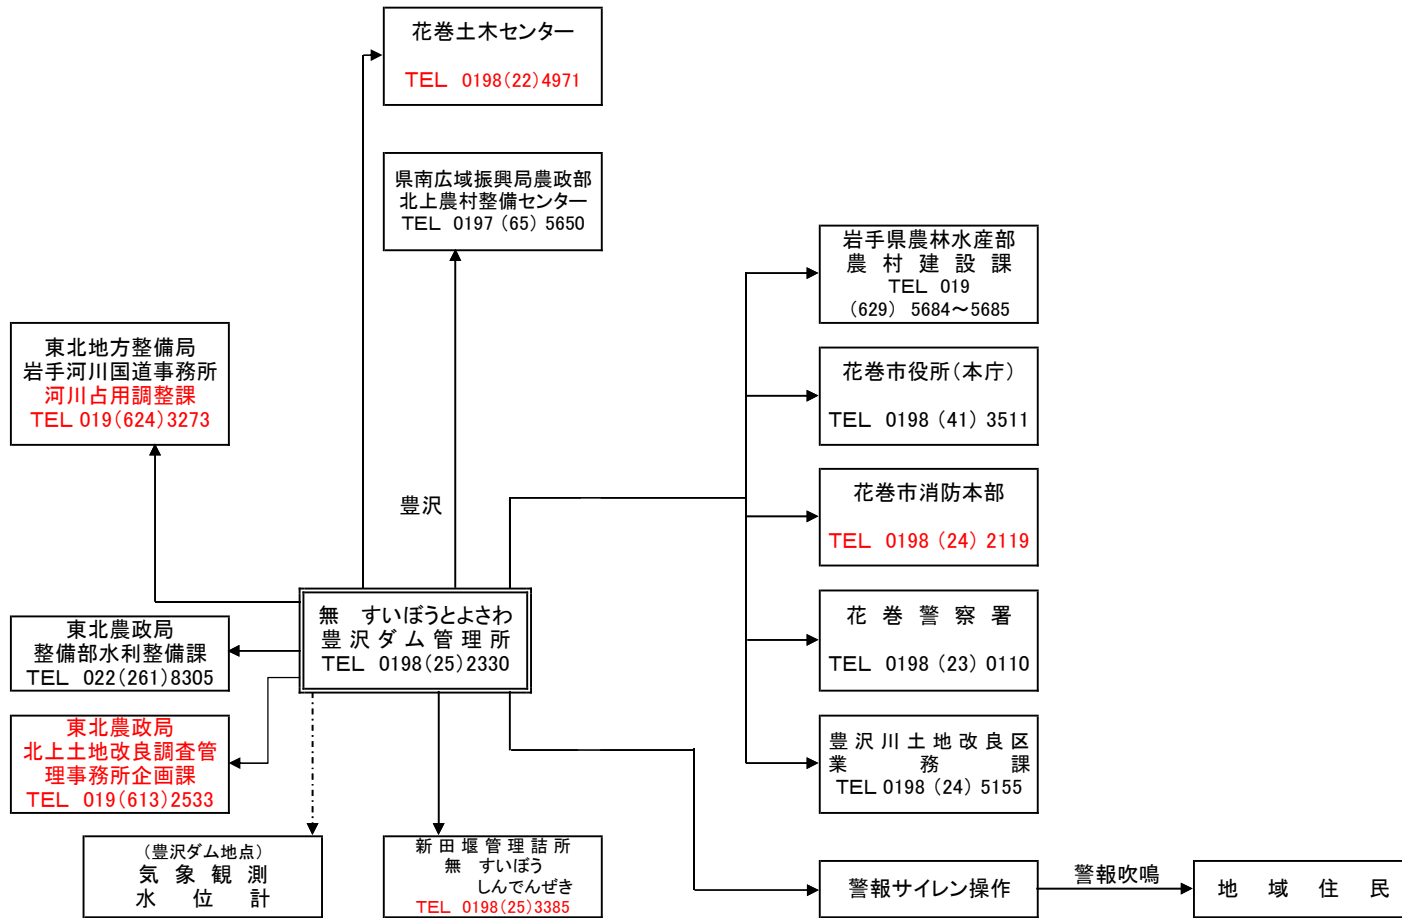 花巻土木センター
TEL 0198(22)4971
県南広域振興局農政部
北上農村整備センター
TEL 0197 (65) 5650
岩手県農林水産部
農村建設課
TEL 019
(629) 5684～5685
東北地方整備局
岩手河川国道事務所
河川占用調整課
TEL 019(624)3273
花巻市役所(本庁)
TEL 0198 (41) 3511
花巻市消防本部
TEL 0198 (24) 2119
豊沢
無 すいぼうとよさわ
豊沢ダム管理所
TEL 0198(25)2330
花巻警察署
TEL 0198 (23) 0110
東北農政局
整備部水利整備課
TEL 022(261)8305
東北農政局
北上土地改良調査管
理事務所企画課
TEL 019(613)2533
豊沢川土地改良区
業務課
TEL 0198 (24) 5155
(豊沢ダム地点)
気象観測
水位計
新田堰管理詰所
無 すいぼう
しんでんぜき
TEL 0198(25)3385
警報サイレン操作
警報吹鳴
地域住民